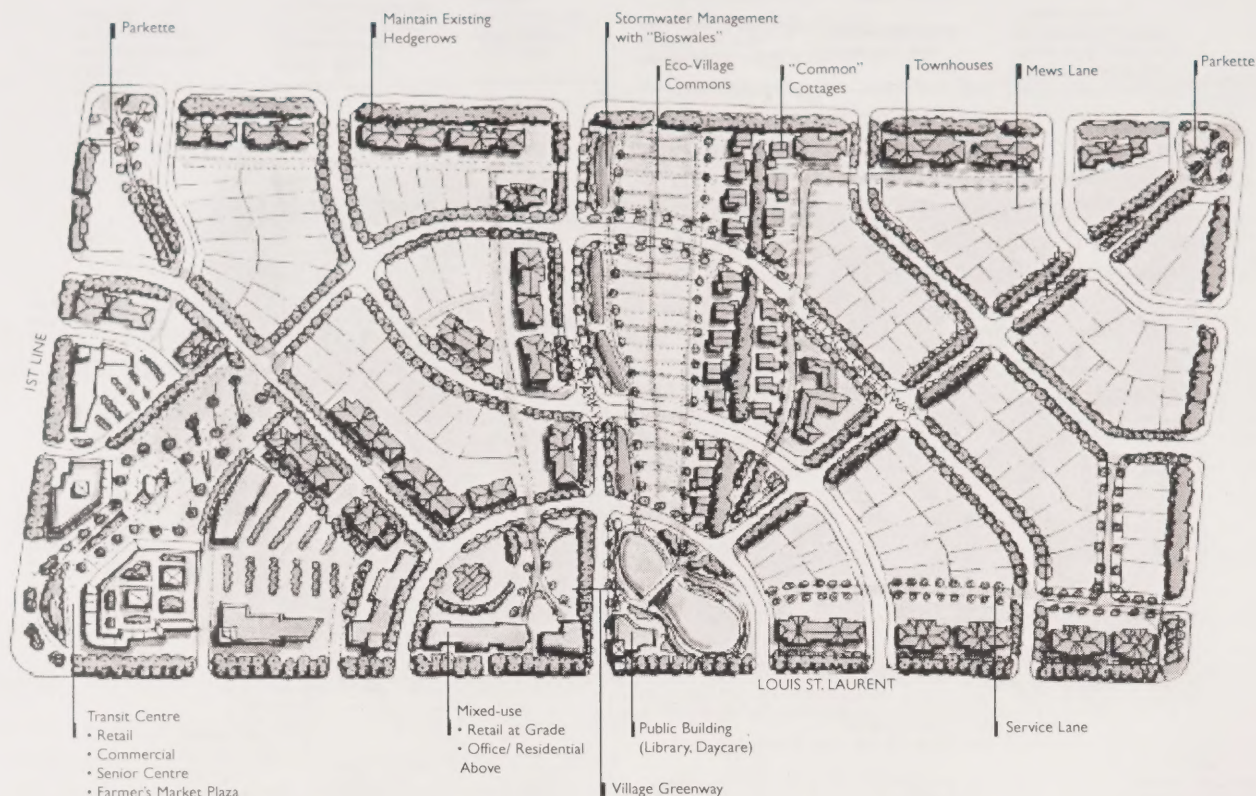 Parkette
Maintain Existing
Hedgerows
Stormwater Management
with "Bioswales"
Eco-Village
Commons
"Common"
Cottages
Townhouses
Mews Lane
Parkette
1ST LINE
LOUIS ST. LAURENT
Transit Centre
• Retail
• Commercial
• Senior Centre
• Farmer's Market Plaza
Mixed-use
• Retail at Grade
• Office/ Residential
Above
Public Building
(Library, Daycare)
Village Greenway
Service Lane